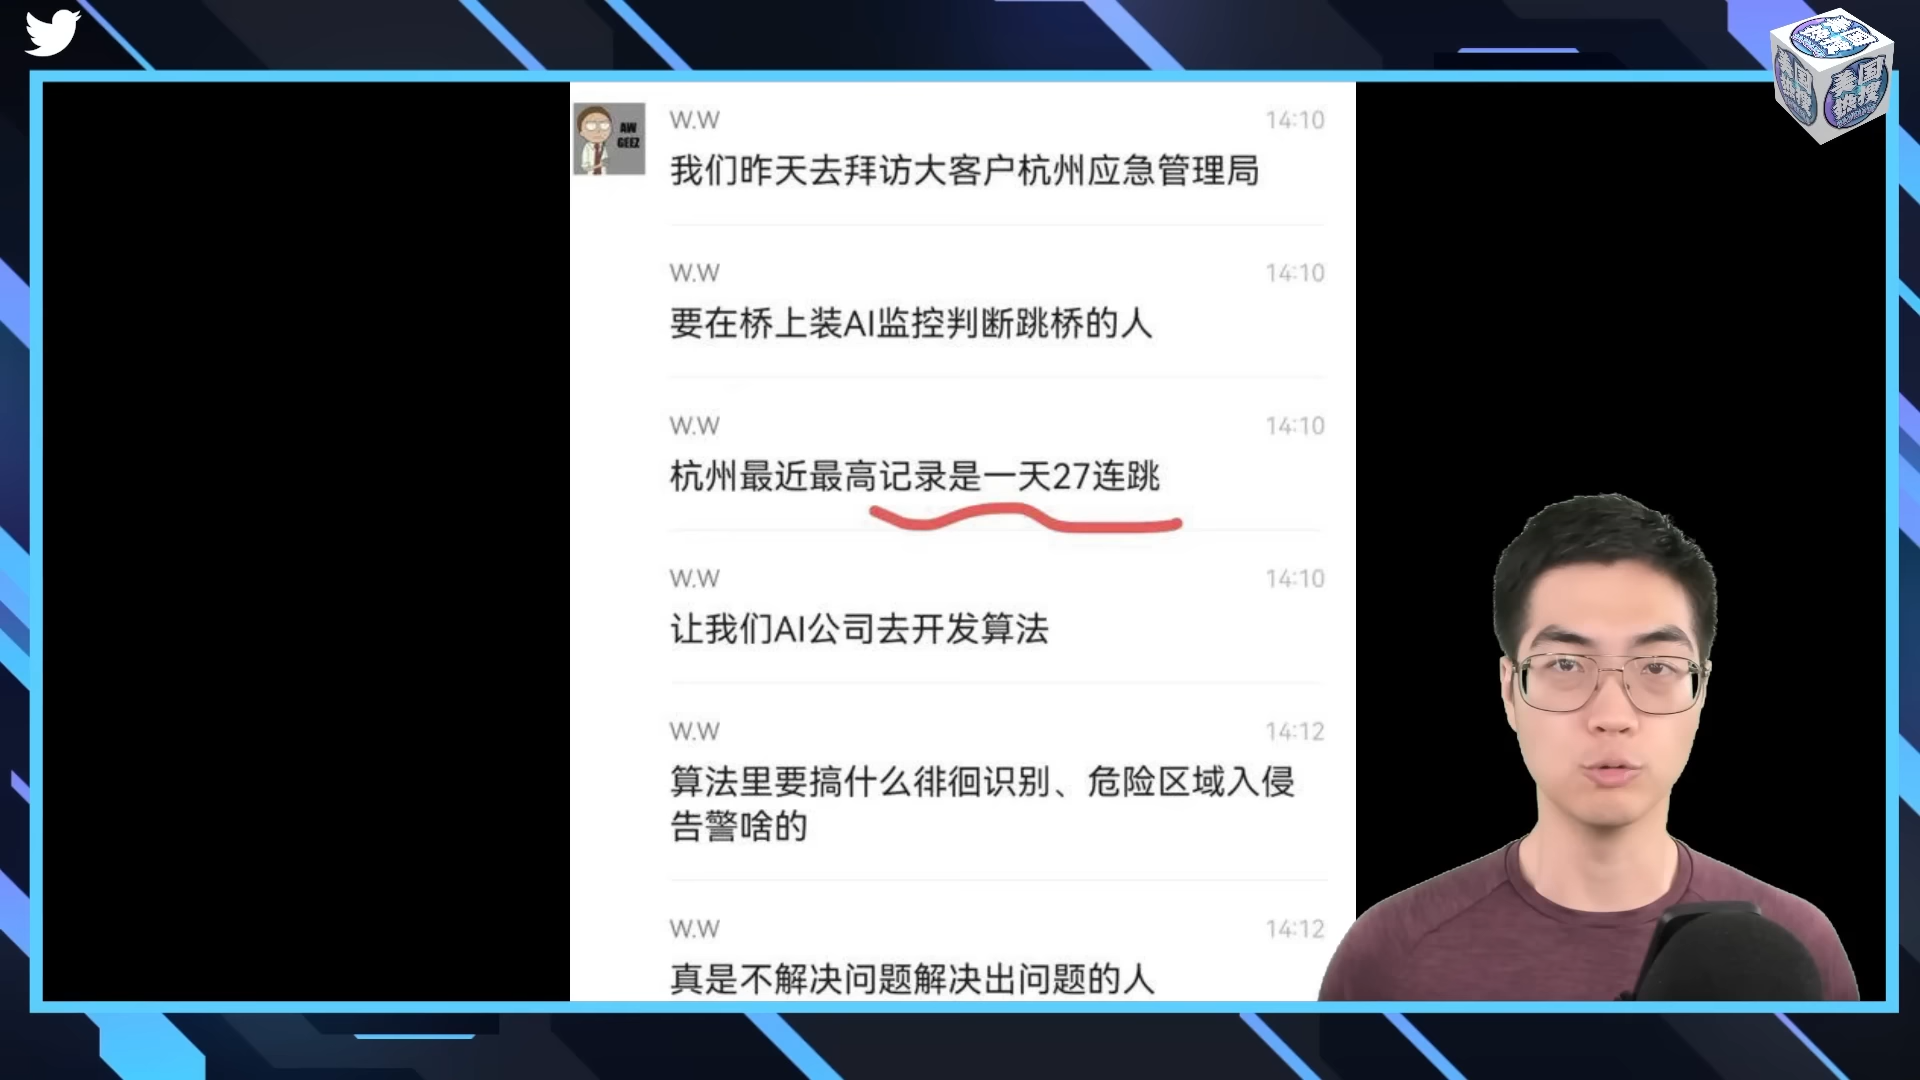 AW
GEEZ
W.W 14:10
我们昨天去拜访大客户杭州应急管理局
W.W 14:10
要在桥上装AI监控判断跳桥的人
W.W 14:10
杭州最近最高记录是一天27连跳
W.W 14:10
让我们AI公司去开发算法
W.W 14:12
算法里要搞什么徘徊识别、危险区域入侵
告警啥的
W.W 14:12
真是不解决问题解决出问题的人
美国